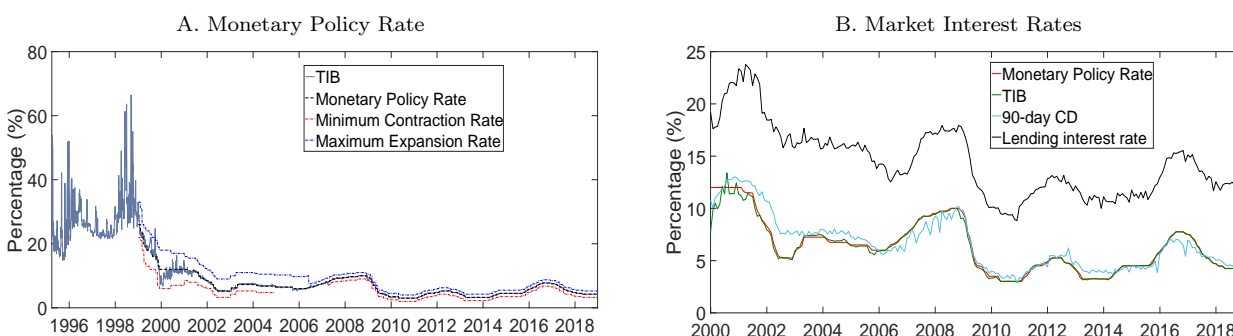 A. Monetary Policy Rate
80
60
40
20
0
Percentage (%)
TIB
Monetary Policy Rate
Minimum Contraction Rate
Maximum Expansion Rate
1996 1998 2000 2002 2004 2006 2008 2010 2012 2014 2016 2018
B. Market Interest Rates
25
20
15
10
5
0
Percentage (%)
Monetary Policy Rate
TIB
90-day CD
Lending interest rate
2000 2002 2004 2006 2008 2010 2012 2014 2016 2018